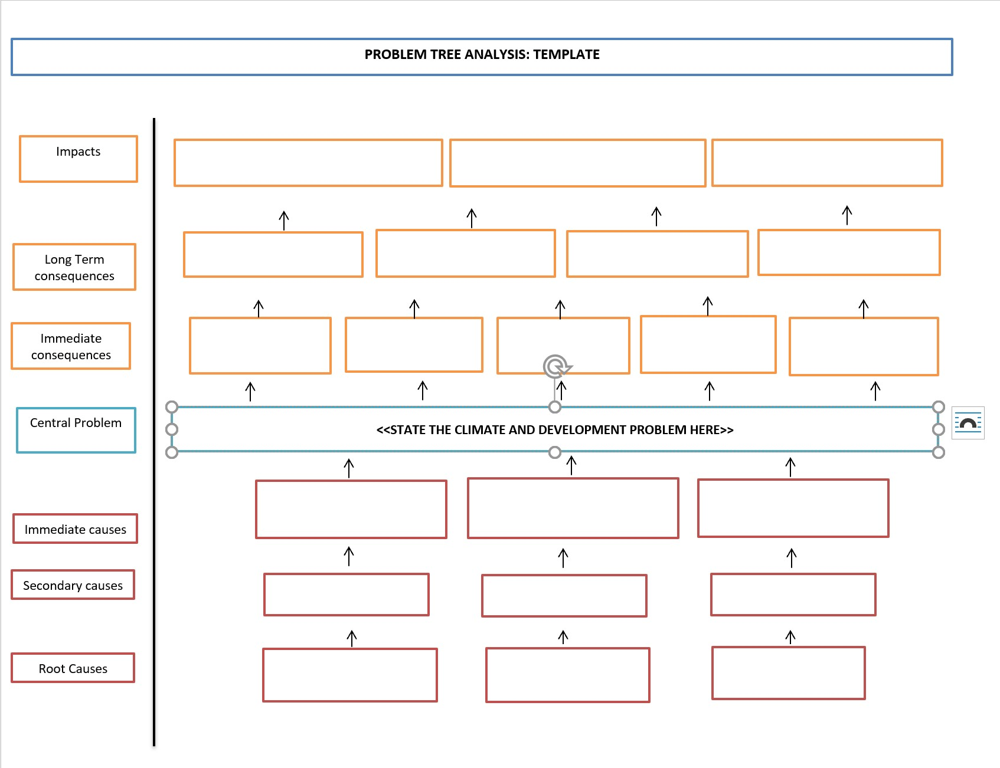 PROBLEM TREE ANALYSIS: TEMPLATE
Impacts
Long Term
consequences
Immediate
consequences
Central Problem
<<STATE THE CLIMATE AND DEVELOPMENT PROBLEM HERE>>
Immediate causes
Secondary causes
Root Causes